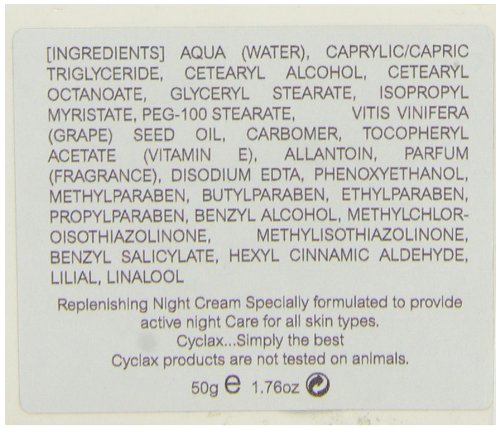 [INGREDIENTS] AQUA (WATER), CAPRYLIC/CAPRIC
TRIGLYCERIDE, CETEARYL ALCOHOL, CETEARYL
OCTANOATE, GLYCERYL STEARATE, ISOPROPYL
MYRISTATE, PEG-100 STEARATE, VITIS VINIFERA
(GRAPE) SEED OIL, CARBOMER, TOCOPHERYL
ACETATE (VITAMIN E), ALLANTOIN, PARFUM
(FRAGRANCE), DISODIUM EDTA, PHENOXYETHANOL,
METHYLPARABEN, BUTYLPARABEN, ETHYLPARABEN,
PROPYLPARABEN, BENZYL ALCOHOL, METHYLCHLOR-
OISOTHIAZOLINONE, METHYLISOTHIAZOLINONE,
BENZYL SALICYLATE, HEXYL CINNAMIC ALDEHYDE,
LILIAL, LINALOOL
Replenishing Night Cream Specially formulated to provide
active night Care for all skin types.
Cyclax...Simply the best
Cyclax products are not tested on animals.
50g e 1.76oz